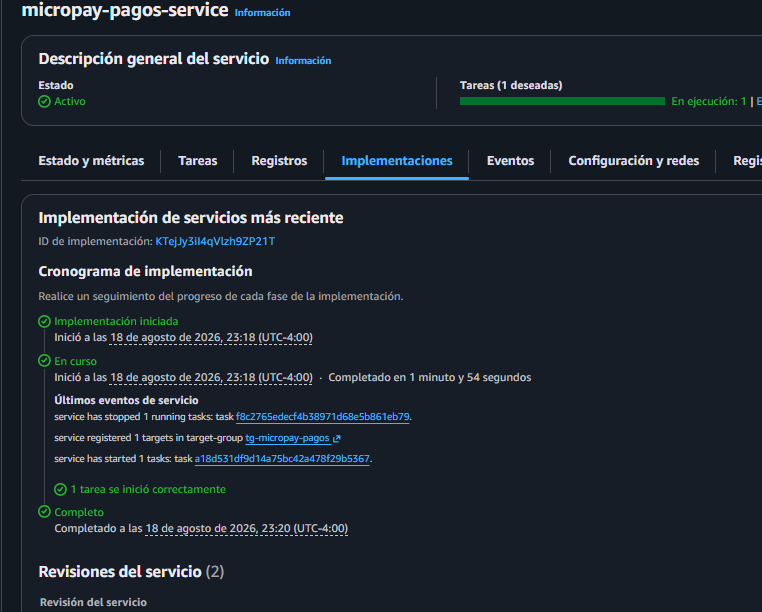 micropay-pagos-service Información
Descripción general del servicio Información
Estado
Activo
Tareas (1 deseadas)
En ejecución: 1 |
Estado y métricas
Tareas
Registros
Implementaciones
Eventos
Configuración y redes
Implementación de servicios más reciente
ID de implementación: KTejJy3iI4qVlzh9ZP21T
Cronograma de implementación
Realice un seguimiento del progreso de cada fase de la implementación.
Implementación iniciada
Inició a las 18 de agosto de 2026, 23:18 (UTC-4:00)
En curso
Inició a las 18 de agosto de 2026, 23:18 (UTC-4:00) · Completado en 1 minuto y 54 segundos
Últimos eventos de servicio
service has stopped 1 running tasks: task f8c2765edecf4b38971d68e5b861eb79.
service registered 1 targets in target-group tg-micropay-pagos
service has started 1 tasks: task a18d531df9d14a75bc42a478f29b5367.
1 tarea se inició correctamente
Completo
Completado a las 18 de agosto de 2026, 23:20 (UTC-4:00)
Revisiones del servicio (2)
Revisión del servicio